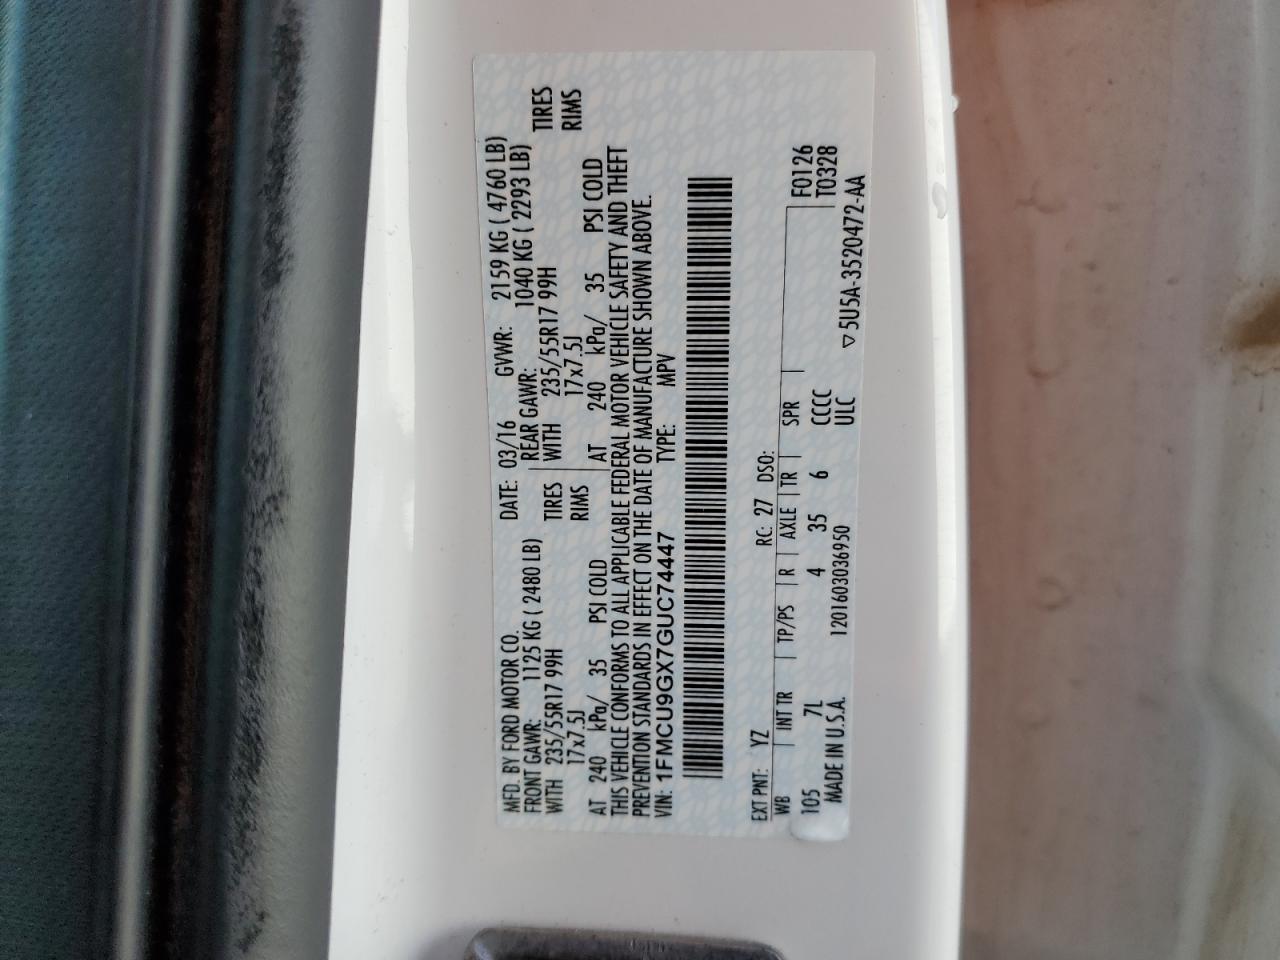 MFD. BY FORD MOTOR CO. DATE: 03/16 GVWR: 2159 KG ( 4760 LB)
FRONT GAWR: 1125 KG ( 2480 LB) REAR GAWR: 1040 KG ( 2293 LB)
WITH 235/55R17 99H TIRES WITH 235/55R17 99H TIRES
17x7.5J RIMS 17x7.5J RIMS
AT 240 kPa/ 35 PSI COLD AT 240 kPa/ 35 PSI COLD
THIS VEHICLE CONFORMS TO ALL APPLICABLE FEDERAL MOTOR VEHICLE SAFETY AND THEFT
PREVENTION STANDARDS IN EFFECT ON THE DATE OF MANUFACTURE SHOWN ABOVE.
VIN: 1FMCU9GX7GUC74447 TYPE: MPV
EXT PNT: YZ RC: 27 DSO:
WB INT TR TP/PS R AXLE TR SPR F0126
105 7L 4 35 6 CCCC T0328
MADE IN U.S.A. 1201603036950 ULC
▽5U5A-3520472-AA